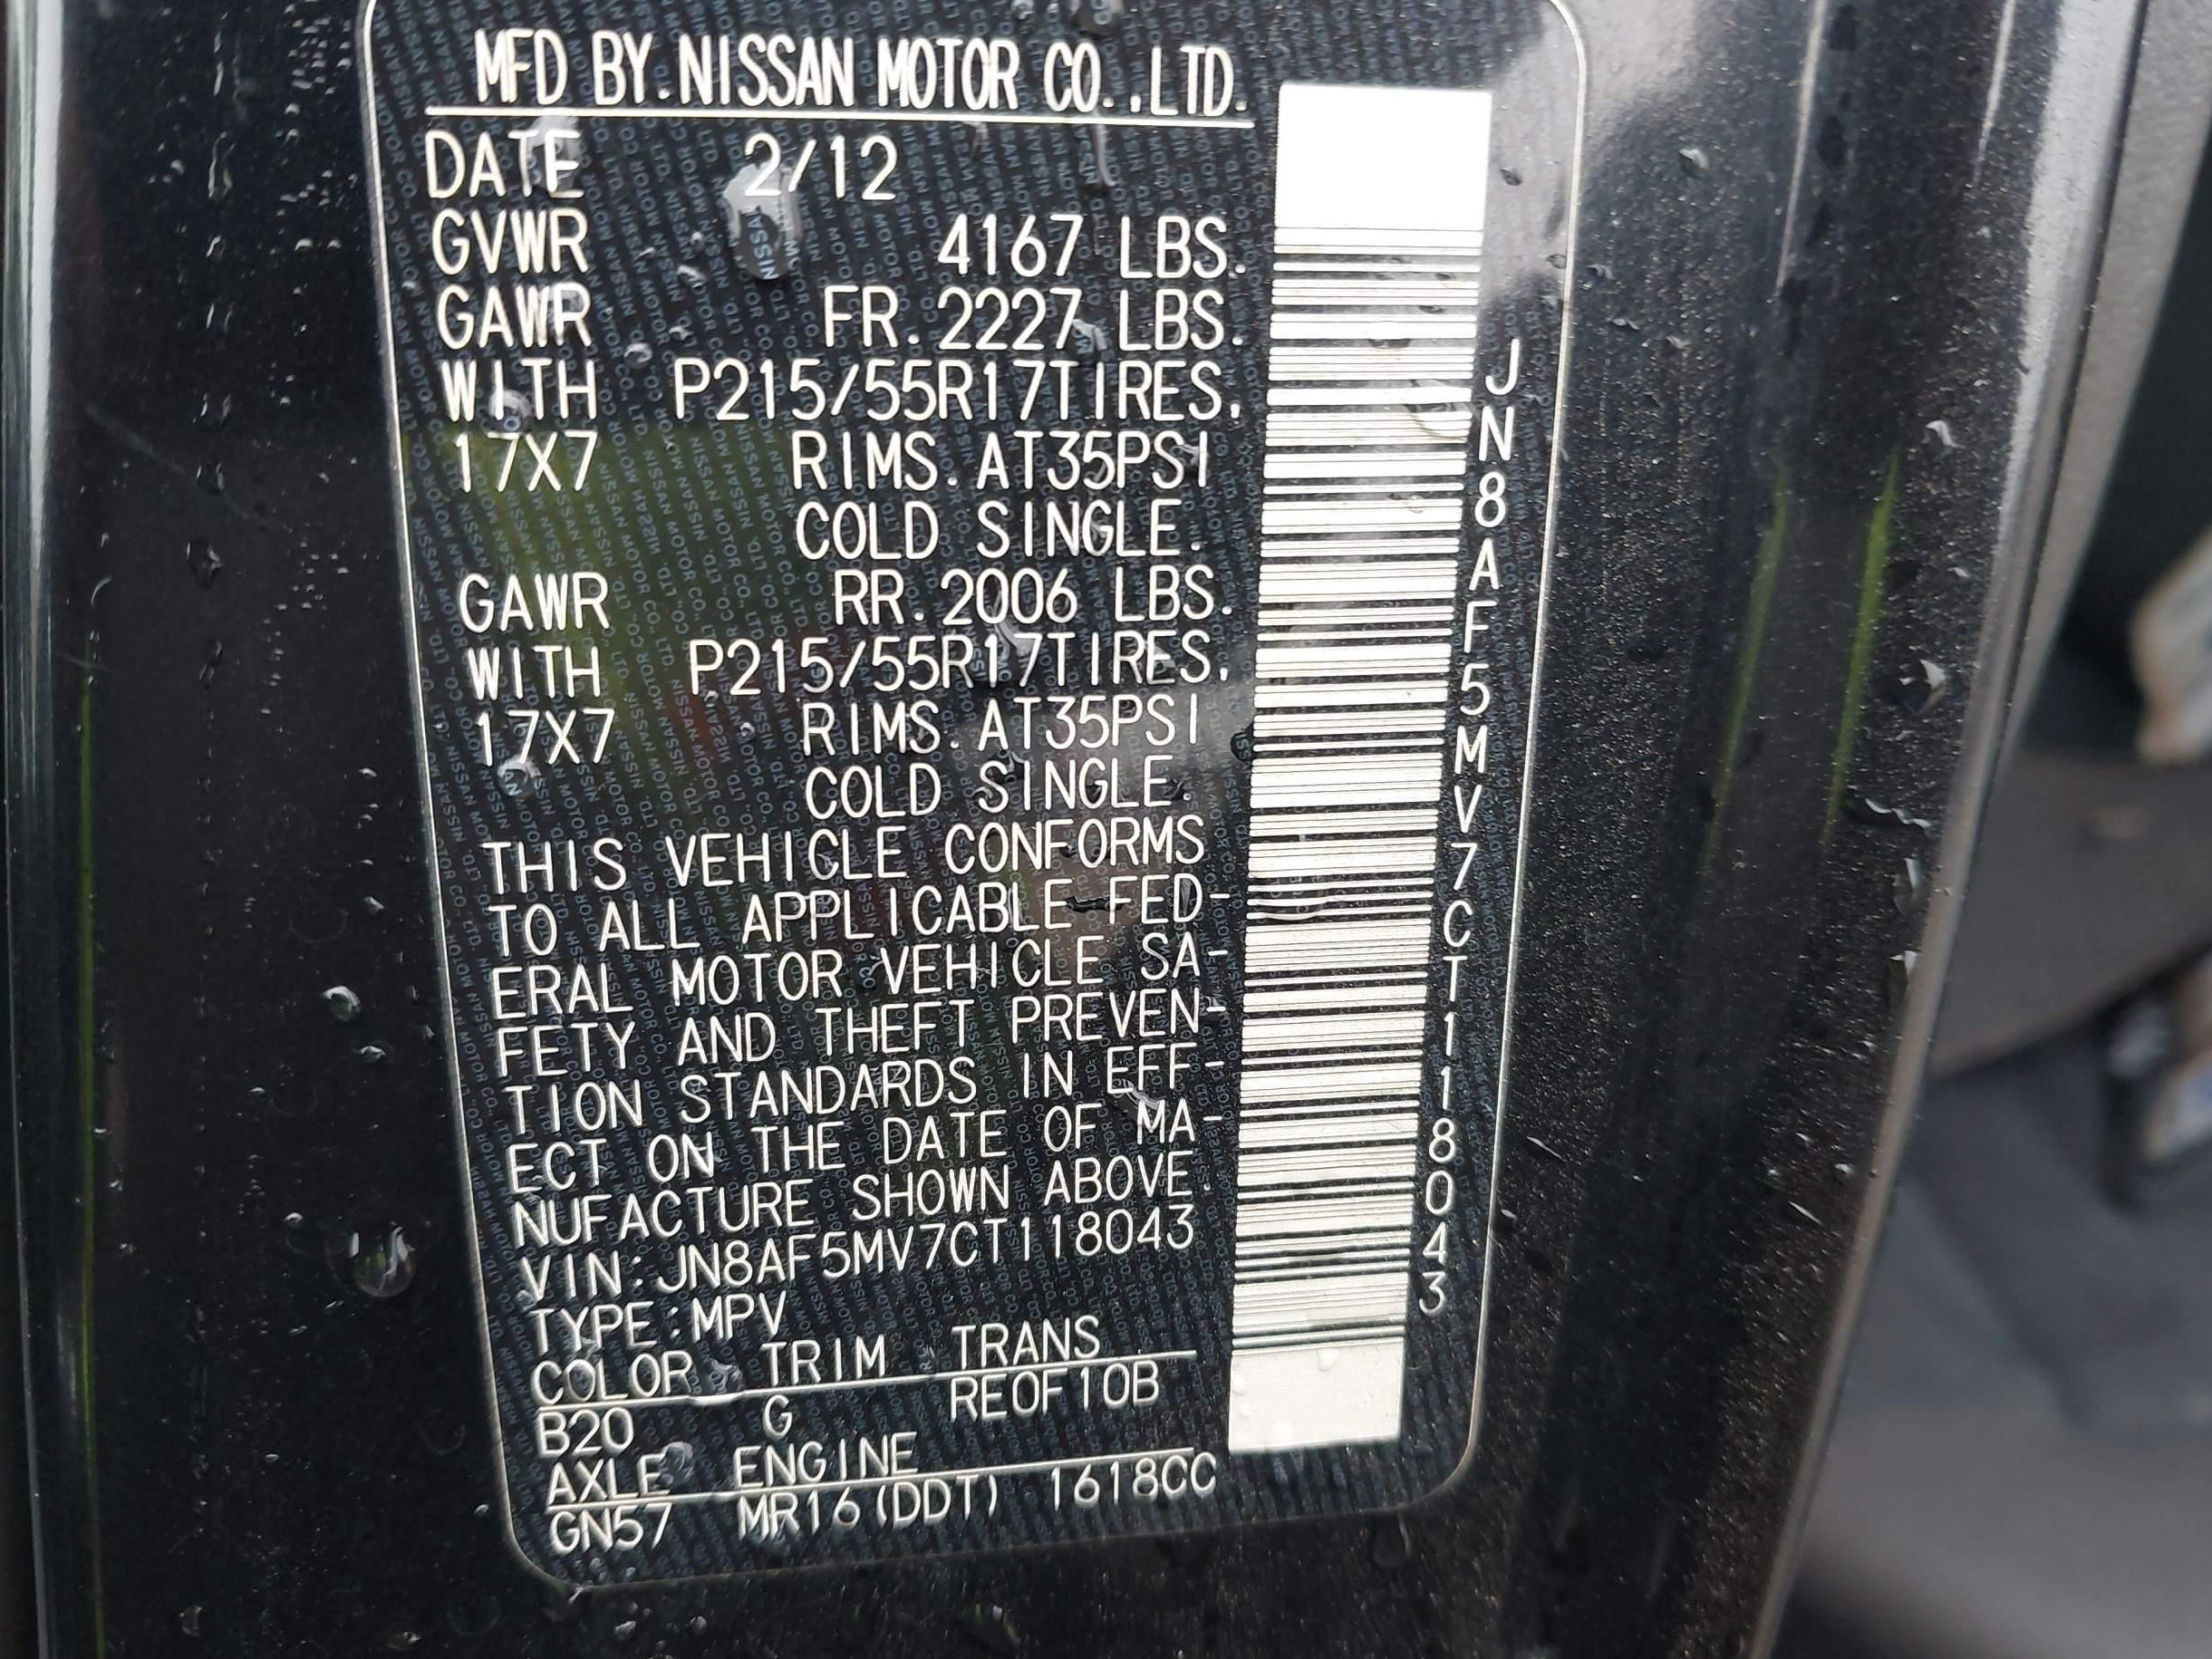 MFD BY.NISSAN MOTOR CO.,LTD.
DATE 2/12
GVWR 4167 LBS.
GAWR FR.2227 LBS.
WITH P215/55R17TIRES,
17X7 RIMS.AT35PSI
COLD SINGLE.
GAWR RR.2006 LBS.
WITH P215/55R17TIRES,
17X7 RIMS.AT35PSI
COLD SINGLE.
THIS VEHICLE CONFORMS
TO ALL APPLICABLE FED-
ERAL MOTOR VEHICLE SA-
FETY AND THEFT PREVEN-
TION STANDARDS IN EFF-
ECT ON THE DATE OF MA-
NUFACTURE SHOWN ABOVE.
VIN:JN8AF5MV7CT118043
TYPE:MPV
COLOR TRIM TRANS
B20 G RE0F10B
AXLE ENGINE
GN57 MR16(DDT) 1618CC
JN8AF5MV7CT118043